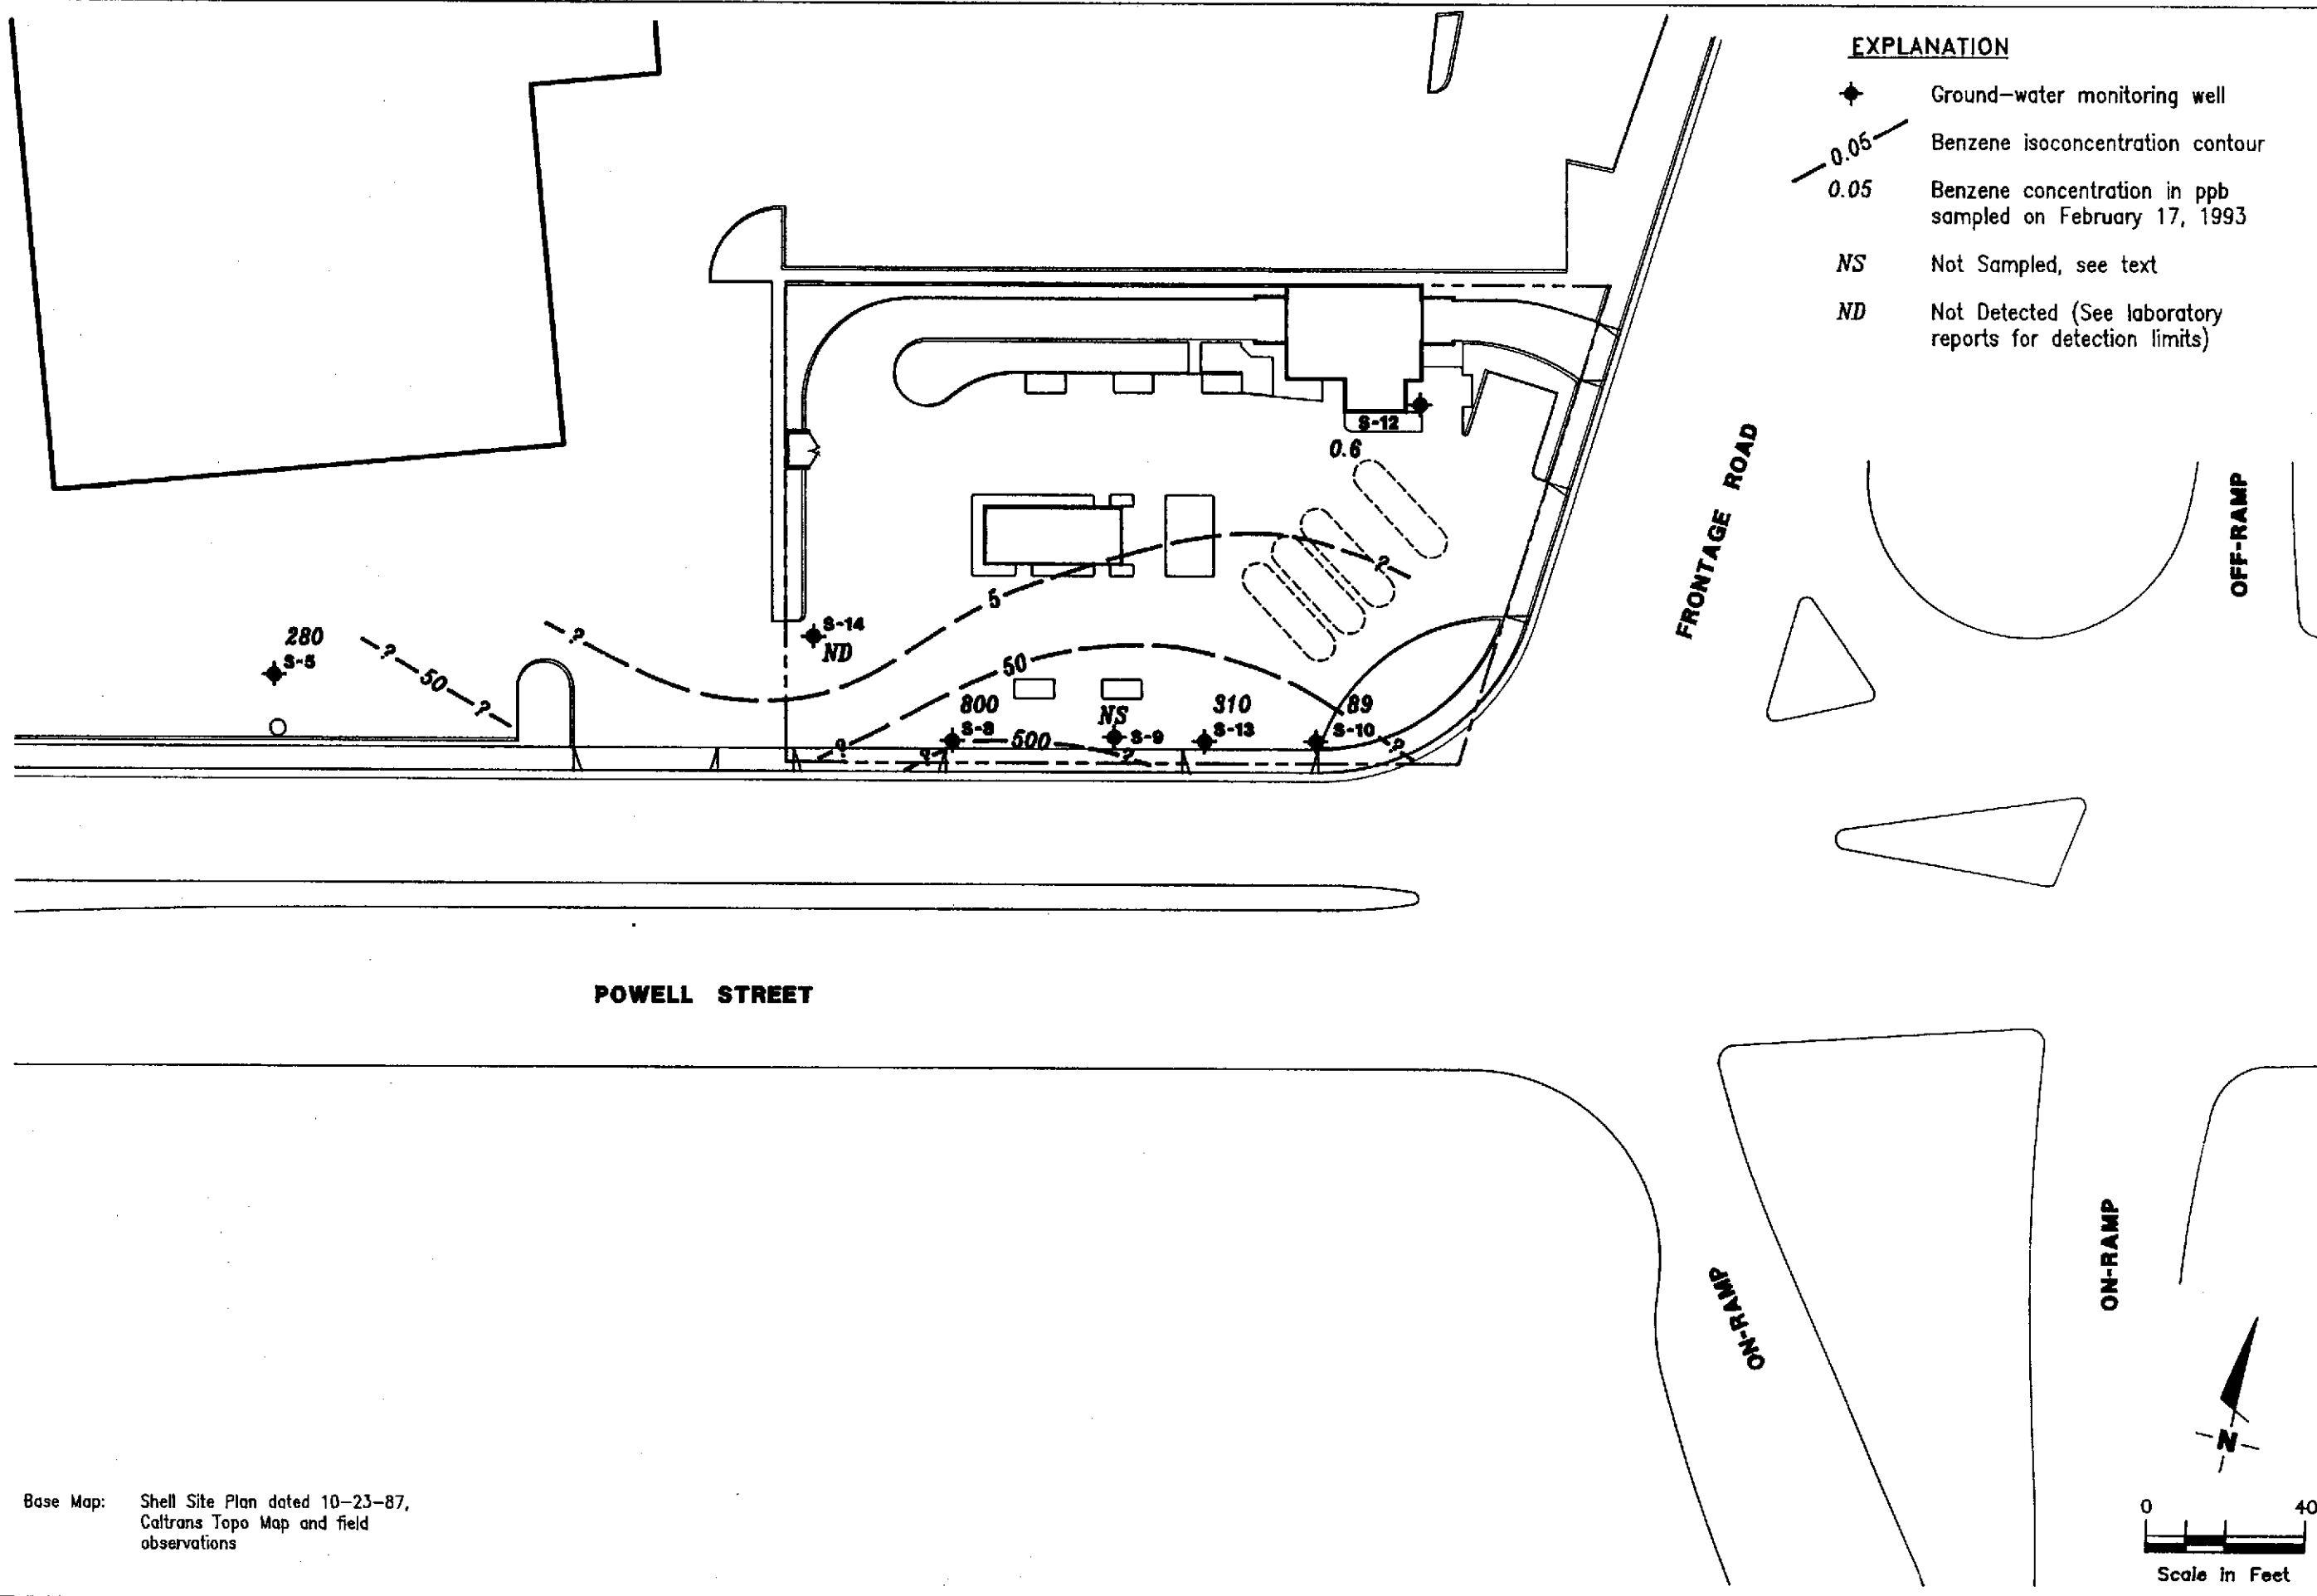 EXPLANATION
Ground-water monitoring well
0.05
Benzene isoconcentration contour
0.05
Benzene concentration in ppb
sampled on February 17, 1993
NS
Not Sampled, see text
ND
Not Detected (See laboratory
reports for detection limits)
S-12
0.6
FRONTAGE ROAD
OFF-RAMP
5
?
?
S-14
ND
280
S-5
?
50
?
50
800
S-8
NS
S-9
310
S-13
89
S-10
?
?
500
?
?
POWELL STREET
ON-RAMP
ON-RAMP
N
0
40
Scale in Feet
Base Map:
Shell Site Plan dated 10-23-87,
Caltrans Topo Map and field
observations